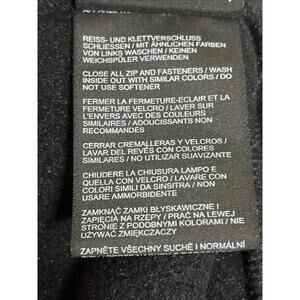 REISS- UND KLETTVERSCHLUSS
SCHLIESSEN / MIT ÄHNLICHEN FARBEN
VON LINKS WASCHEN / KEINEN
WEICHSPÜLER VERWENDEN
CLOSE ALL ZIP AND FASTENERS / WASH
INSIDE OUT WITH SIMILAR COLORS / DO
NOT USE SOFTENER
FERMER LA FERMETURE-ECLAIR ET LA
FERMETURE VELCRO / LAVER SUR
L'ENVERS AVEC DES COULEURS
SIMILAIRES / ADOUCISSANTS NON
RECOMMANDÉS
CERRAR CREMALLERAS Y VELCROS /
LAVAR DEL REVÉS CON COLORES
SIMILARES / NO UTILIZAR SUAVIZANTE
CHIUDERE LA CHIUSURA LAMPO E
QUELLA CON VELCRO / LAVARE CON
COLORI SIMILI DA SINSITRA / NON
USARE AMMORBIDENTE
ZAMKNĄĆ ZAMKI BŁYSKAWICZNE I
ZAPIĘCIA NA RZEPY / PRAĆ NA LEWEJ
STRONIE Z PODOBNYMI KOLORAMI / NIE
UŻYWAĆ ZMIĘKCZACZY
ZAPNĚTE VŠECHNY SUCHÉ I NORMÁLNÍ